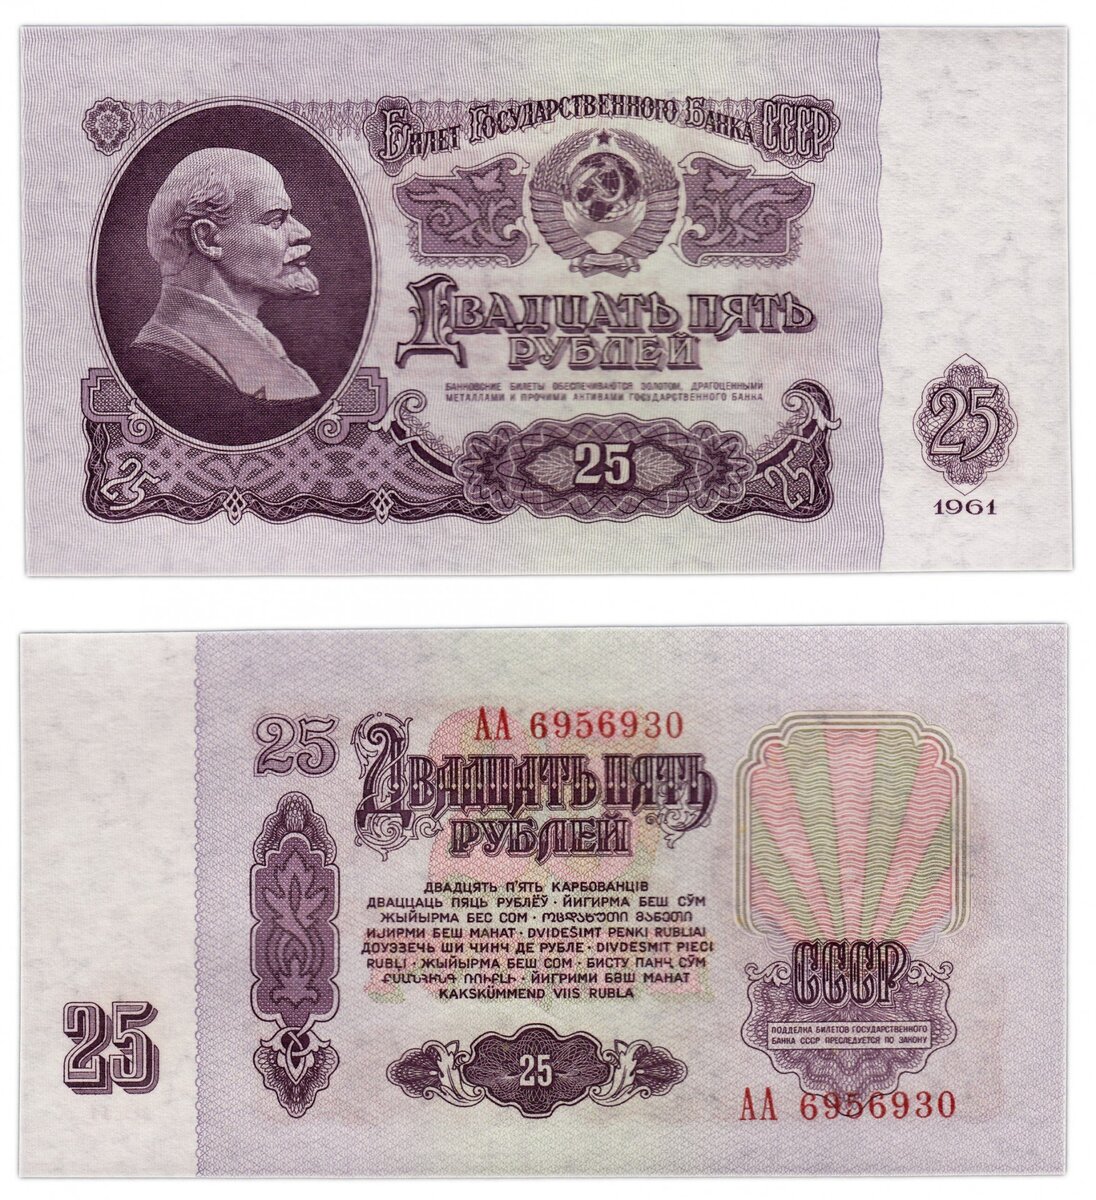 Билет Государственного Банка СССР
Двадцать пять
рублей
БАНКОВСКИЕ БИЛЕТЫ ОБЕСПЕЧИВАЮТСЯ ЗОЛОТОМ, ДРАГОЦЕННЫМИ
МЕТАЛЛАМИ И ПРОЧИМИ АКТИВАМИ ГОСУДАРСТВЕННОГО БАНКА
25
25
25
25
1961
25
АА 6956930
Двадцать пять
рублей
ДВАДЦЯТЬ П'ЯТЬ КАРБОВАНЦІВ
ДВАЦЦАЦЬ ПЯЦЬ РУБЛЁЎ · ЙИГИРМА БЕШ СЎМ
ЖЫЙЫРМА БЕС СОМ · ᲝᲪᲓᲐᲮᲣᲗᲘ ᲛᲐᲜᲔᲗᲘ
ИЈИРМИ БЕШ МАНАТ · DVIDEŠIMT PENKI RUBLIAI
ДОУЭЗЕЧЬ ШИ ЧИНЧ ДЕ РУБЛЕ · DIVDESMIT PIECI
RUBĻI · ЖЫЙЫРМА БЕШ СОМ · БИСТУ ПАНҶ СӮМ
ՔՍԱՆՀԻՆԳ ՌՈՒԲԼԻ · ЙИГРИМИ БӘШ МАНАТ
KAKSKÜMMEND VIIS RUBLA
25
25
СССР
ПОДДЕЛКА БИЛЕТОВ ГОСУДАРСТВЕННОГО
БАНКА СССР ПРЕСЛЕДУЕТСЯ ПО ЗАКОНУ
АА 6956930